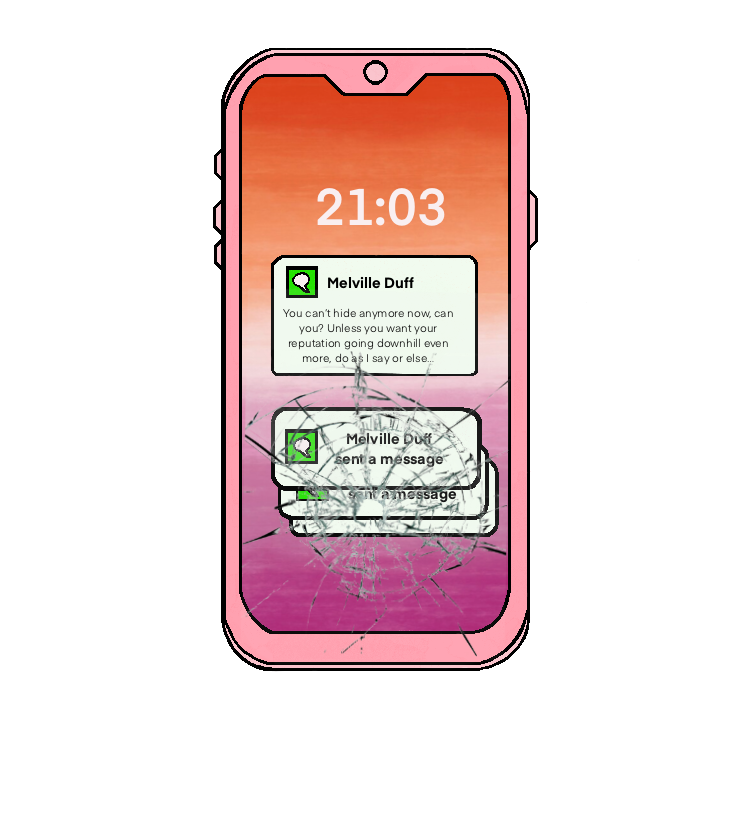 21:03
Melville Duff
You can't hide anymore now, can
you? Unless you want your
reputation going downhill even
more, do as I say or else...
Melville Duff
sent a message
sent a message